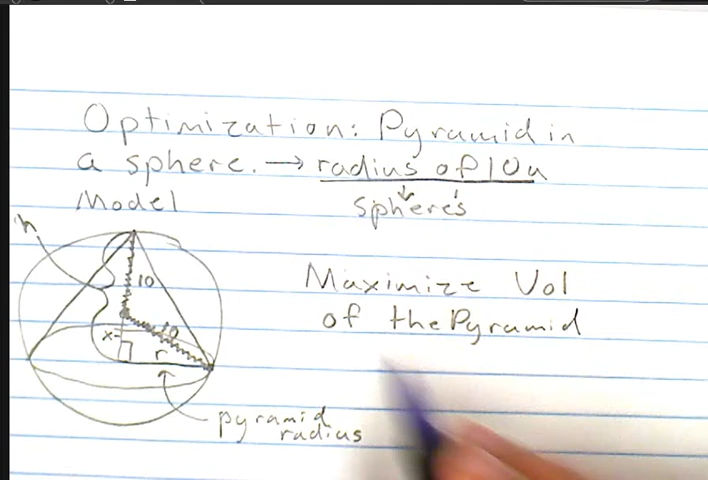 Optimization: Pyramid in
a sphere. → radius of 10u
Model
sphere's
h
10
Maximize Vol
of the Pyramid
10
x
r
pyramid
radius